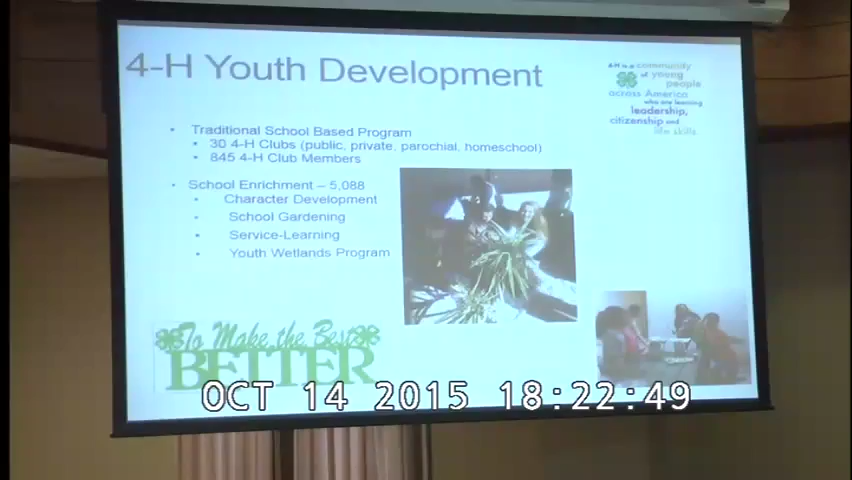 4-H Youth Development
4-H is a community
of young
people
across America
who are learning
leadership,
citizenship and
life skills.
Traditional School Based Program
30 4-H Clubs (public, private, parochial, homeschool)
845 4-H Club Members
School Enrichment – 5,088
Character Development
School Gardening
Service-Learning
Youth Wetlands Program
To Make the Best
BETTER
OCT 14 2015 18:22:49